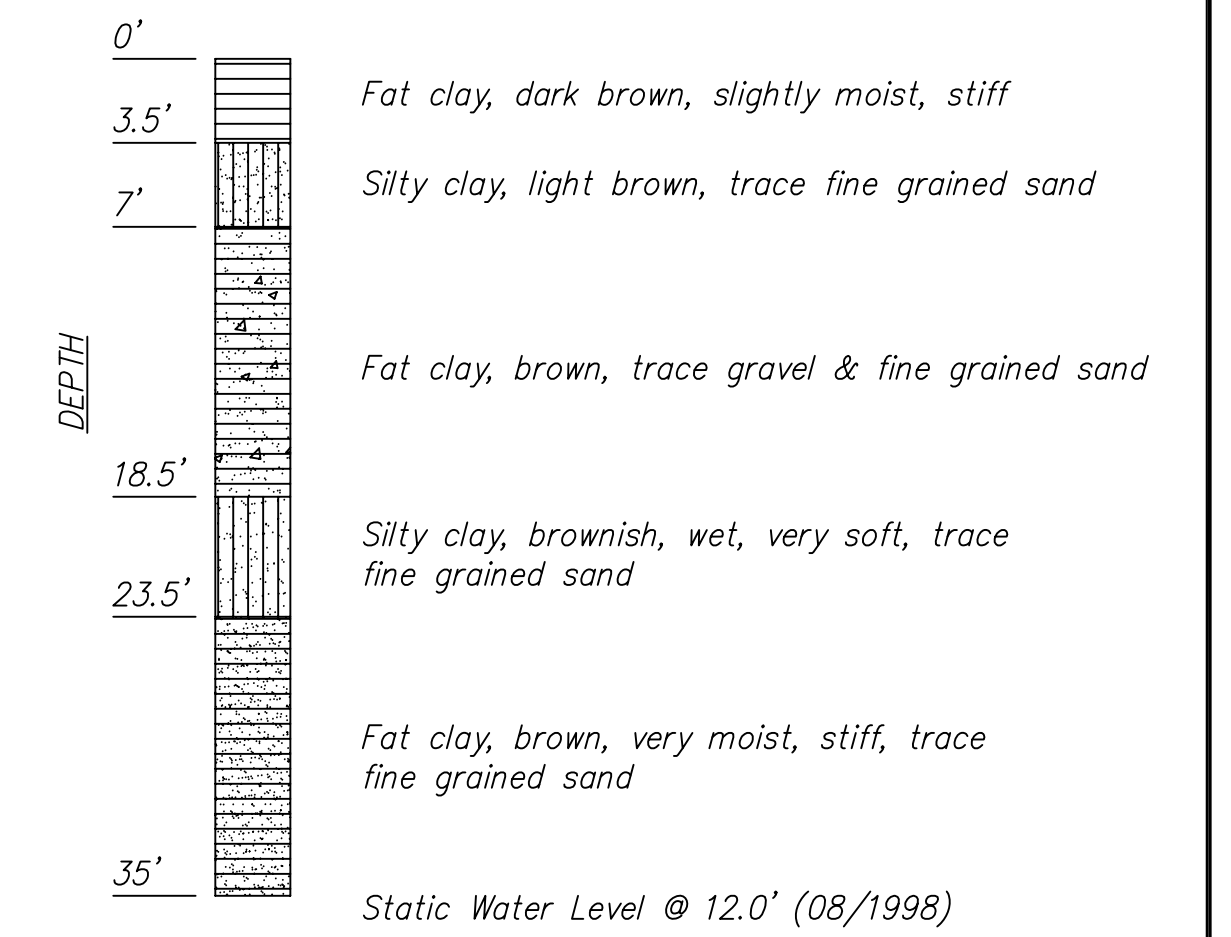 0'
Fat clay, dark brown, slightly moist, stiff
3.5'
Silty clay, light brown, trace fine grained sand
7'
DEPTH
Fat clay, brown, trace gravel & fine grained sand
18.5'
Silty clay, brownish, wet, very soft, trace
fine grained sand
23.5'
Fat clay, brown, very moist, stiff, trace
fine grained sand
35'
Static Water Level @ 12.0' (08/1998)